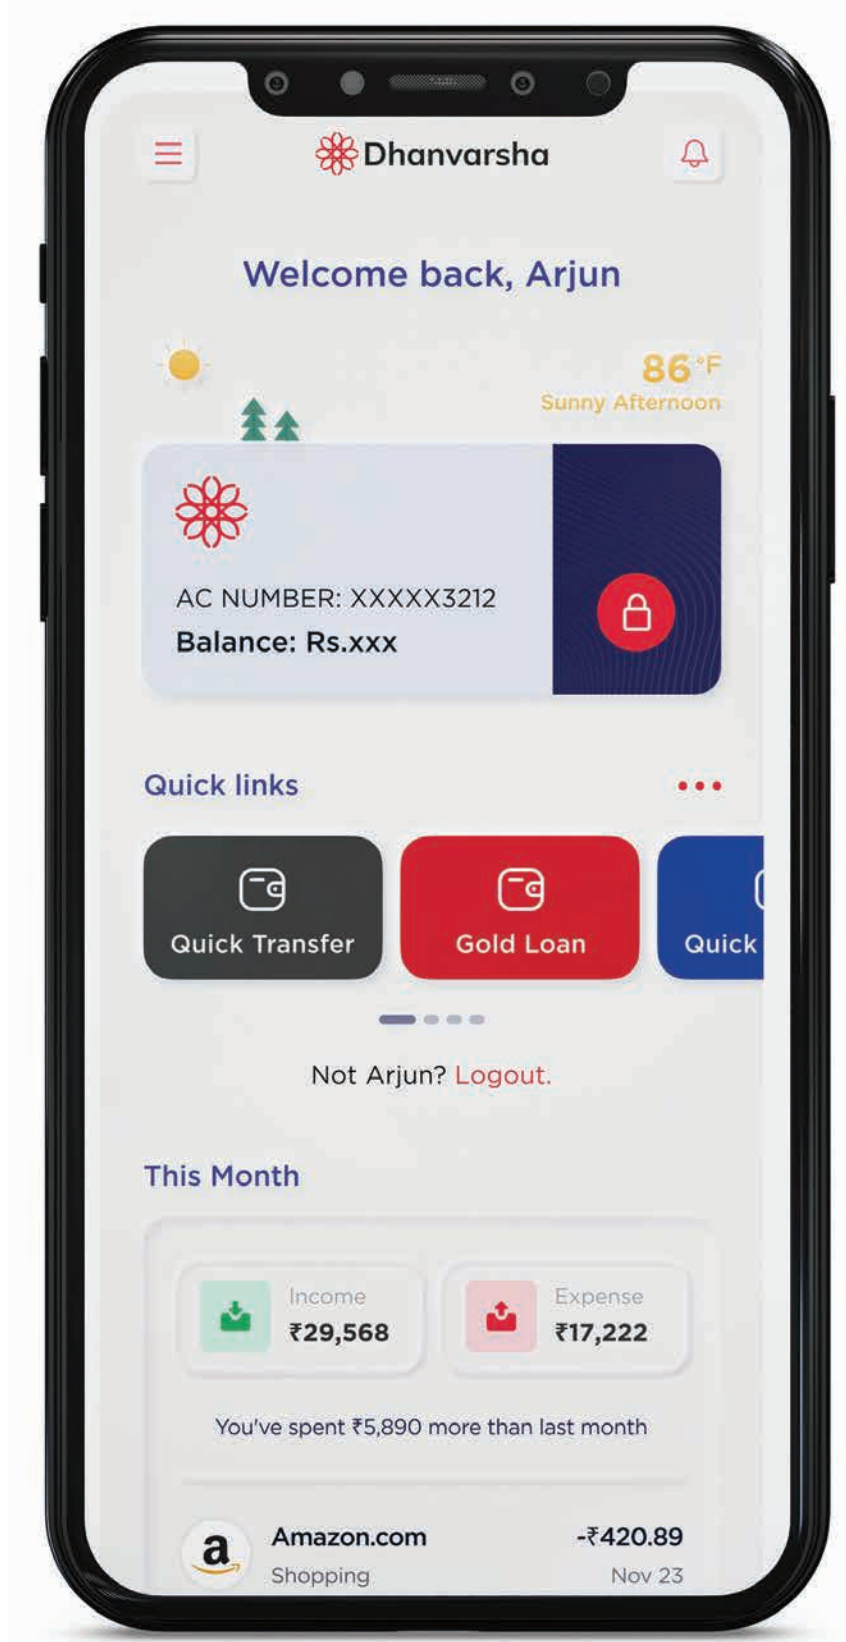 Dhanvarsha
Welcome back, Arjun
86°F
Sunny Afternoon
AC NUMBER: XXXXX3212
Balance: Rs.xxx
Quick links
Quick Transfer
Gold Loan
Quick
Not Arjun? Logout.
This Month
Income
₹29,568
Expense
₹17,222
You've spent ₹5,890 more than last month
a
Amazon.com
-₹420.89
Shopping
Nov 23